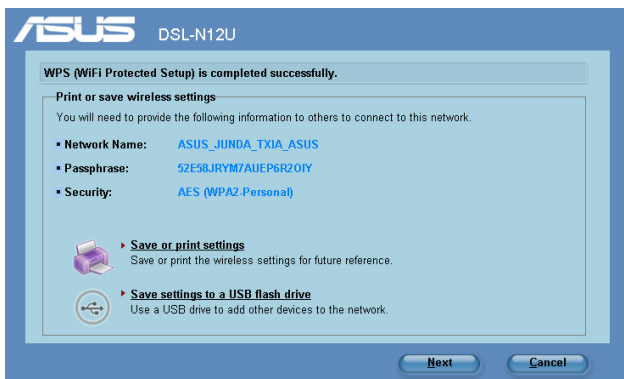 ASUS DSL-N12U
WPS (WiFi Protected Setup) is completed successfully.
Print or save wireless settings
You will need to provide the following information to others to connect to this network.
Network Name: ASUS_JUNDA_TXIA_ASUS
Passphrase: 52E58JRYM7AUEP6R2OIY
Security: AES (WPA2-Personal)
Save or print settings
Save or print the wireless settings for future reference.
Save settings to a USB flash drive
Use a USB drive to add other devices to the network.
Next Cancel